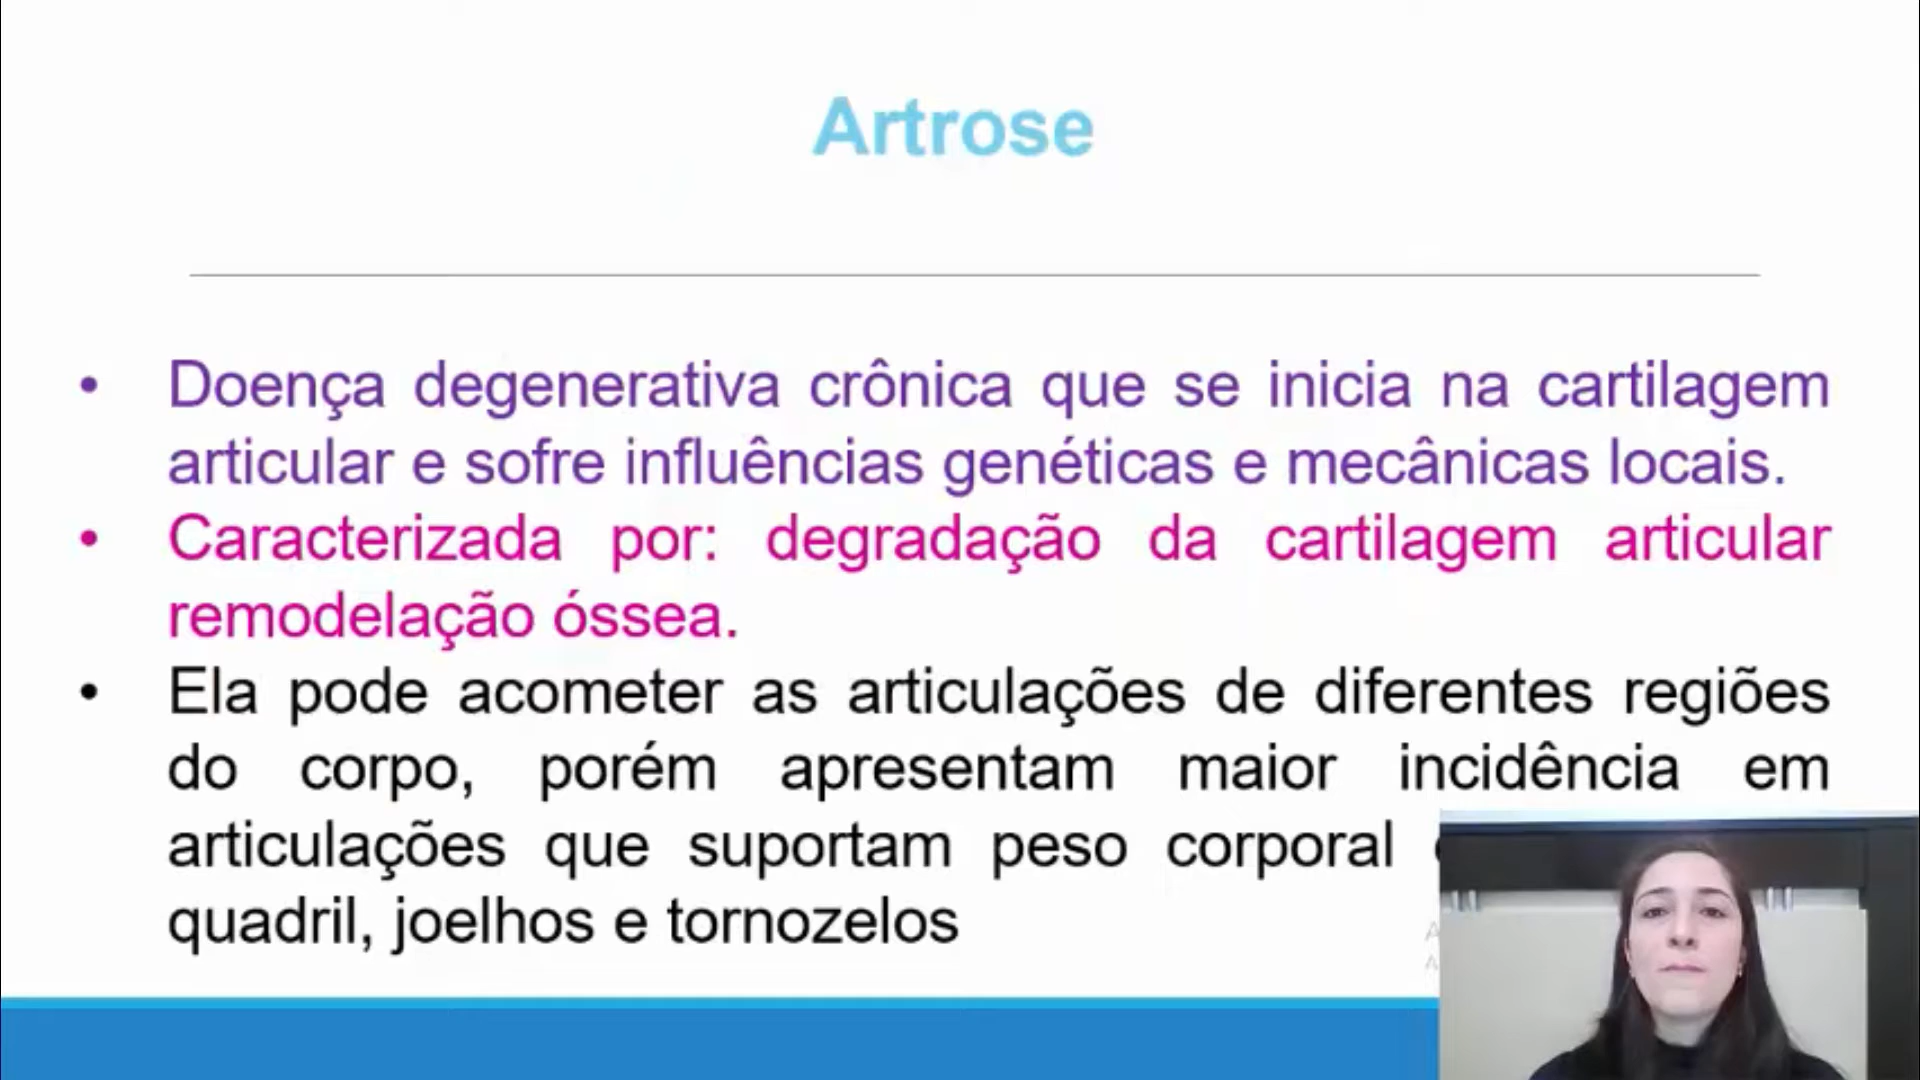 Artrose
• Doença degenerativa crônica que se inicia na cartilagem
articular e sofre influências genéticas e mecânicas locais.
• Caracterizada por: degradação da cartilagem articular
remodelação óssea.
• Ela pode acometer as articulações de diferentes regiões
do corpo, porém apresentam maior incidência em
articulações que suportam peso corporal
quadril, joelhos e tornozelos